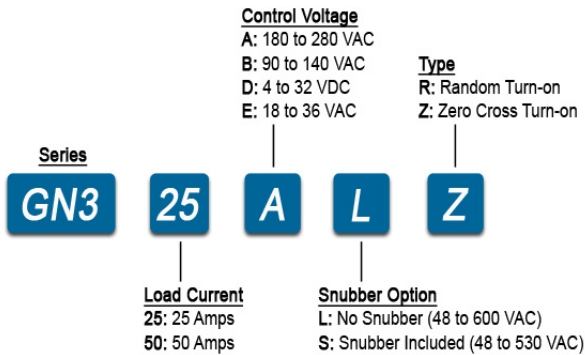 Control Voltage
A: 180 to 280 VAC
B: 90 to 140 VAC
D: 4 to 32 VDC
E: 18 to 36 VAC
Type
R: Random Turn-on
Z: Zero Cross Turn-on
Series
GN3 25 A L Z
Load Current
25: 25 Amps
50: 50 Amps
Snubber Option
L: No Snubber (48 to 600 VAC)
S: Snubber Included (48 to 530 VAC)